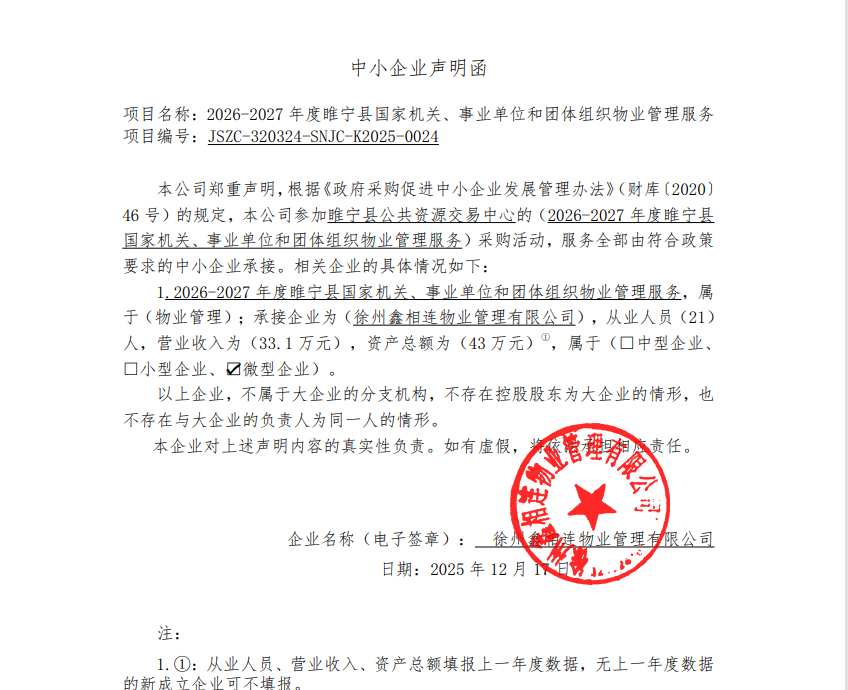 中小企业声明函
项目名称：2026-2027 年度睢宁县国家机关、事业单位和团体组织物业管理服务
项目编号：JSZC-320324-SNJC-K2025-0024
本公司郑重声明，根据《政府采购促进中小企业发展管理办法》（财库〔2020〕
46 号）的规定，本公司参加睢宁县公共资源交易中心的（2026-2027 年度睢宁县
国家机关、事业单位和团体组织物业管理服务）采购活动，服务全部由符合政策
要求的中小企业承接。相关企业的具体情况如下：
1. 2026-2027 年度睢宁县国家机关、事业单位和团体组织物业管理服务，属
于（物业管理）；承接企业为（徐州鑫相连物业管理有限公司），从业人员（21）
人，营业收入为（33.1 万元），资产总额为（43 万元）①，属于（☐中型企业、
☐小型企业、☑微型企业）。
以上企业，不属于大企业的分支机构，不存在控股股东为大企业的情形，也
不存在与大企业的负责人为同一人的情形。
本企业对上述声明内容的真实性负责。如有虚假，将依法承担相应责任。
徐州鑫相连物业管理有限公司
企业名称（电子签章）：徐州鑫相连物业管理有限公司
日期：2025 年 12 月 17 日
注：
1.①：从业人员、营业收入、资产总额填报上一年度数据，无上一年度数据
的新成立企业可不填报。